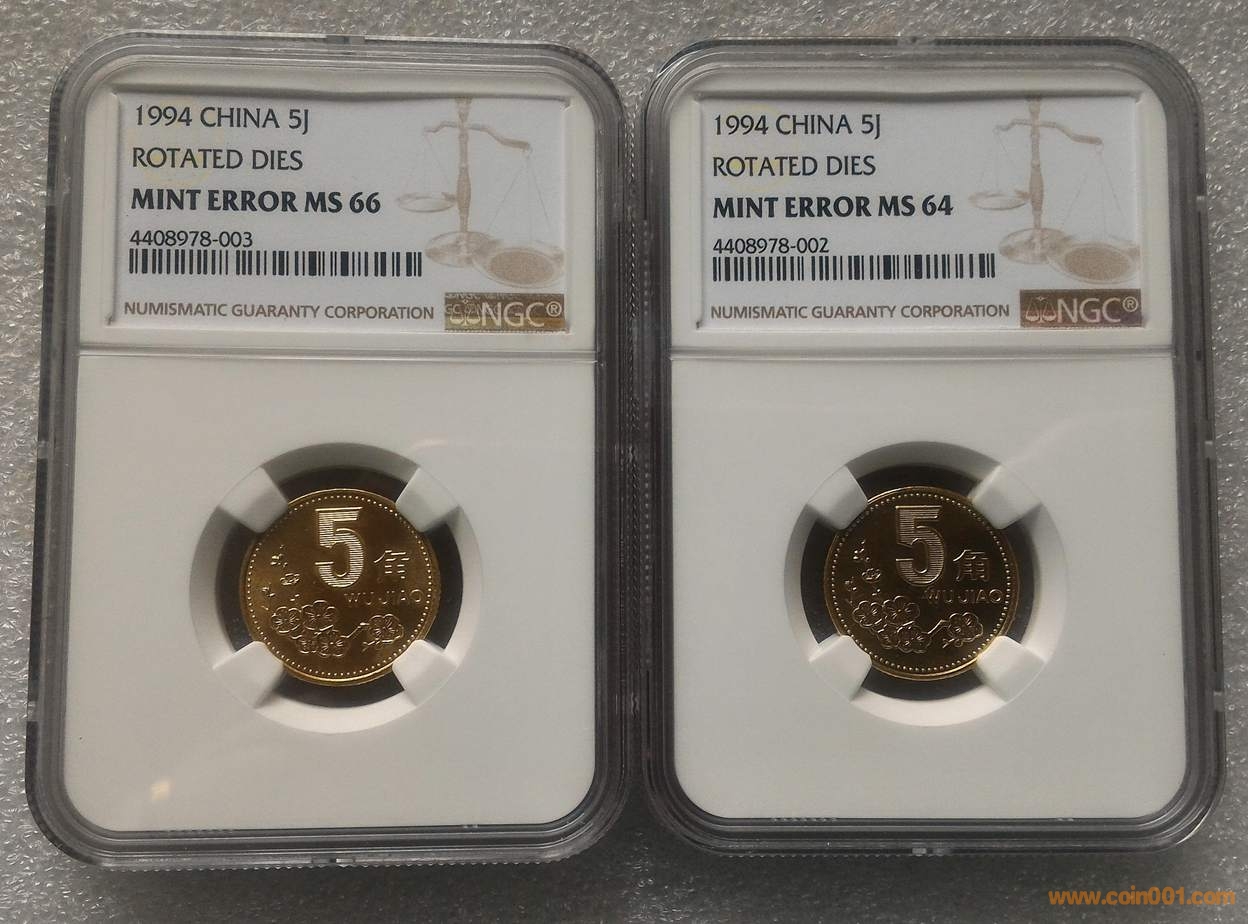 1994 CHINA 5J
ROTATED DIES
MINT ERROR MS 66
4408978-003
NUMISMATIC GUARANTY CORPORATION
NGC®
5
角
WU JIAO
1994 CHINA 5J
ROTATED DIES
MINT ERROR MS 64
4408978-002
NUMISMATIC GUARANTY CORPORATION
NGC®
5
角
WU JIAO
www.coin001.com